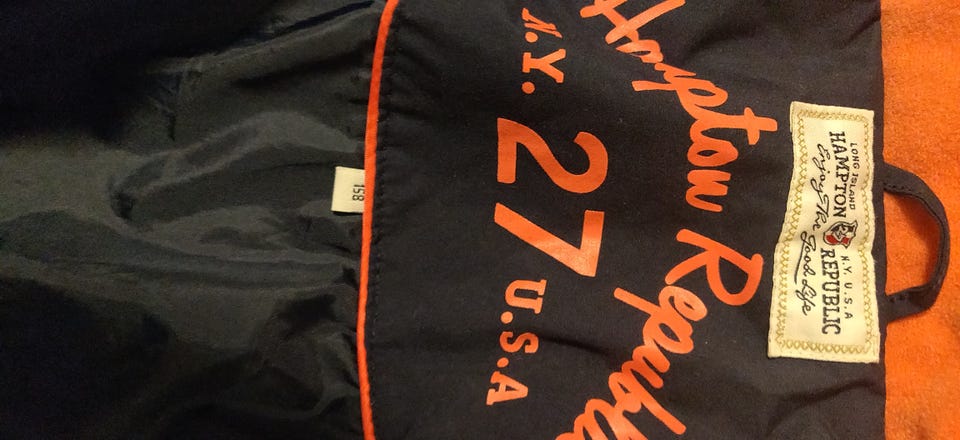 LONG ISLAND N.Y. U.S.A
HAMPTON REPUBLIC
Enjoy The Good Life
Hampton Republic
N.Y. 27 U.S.A
158